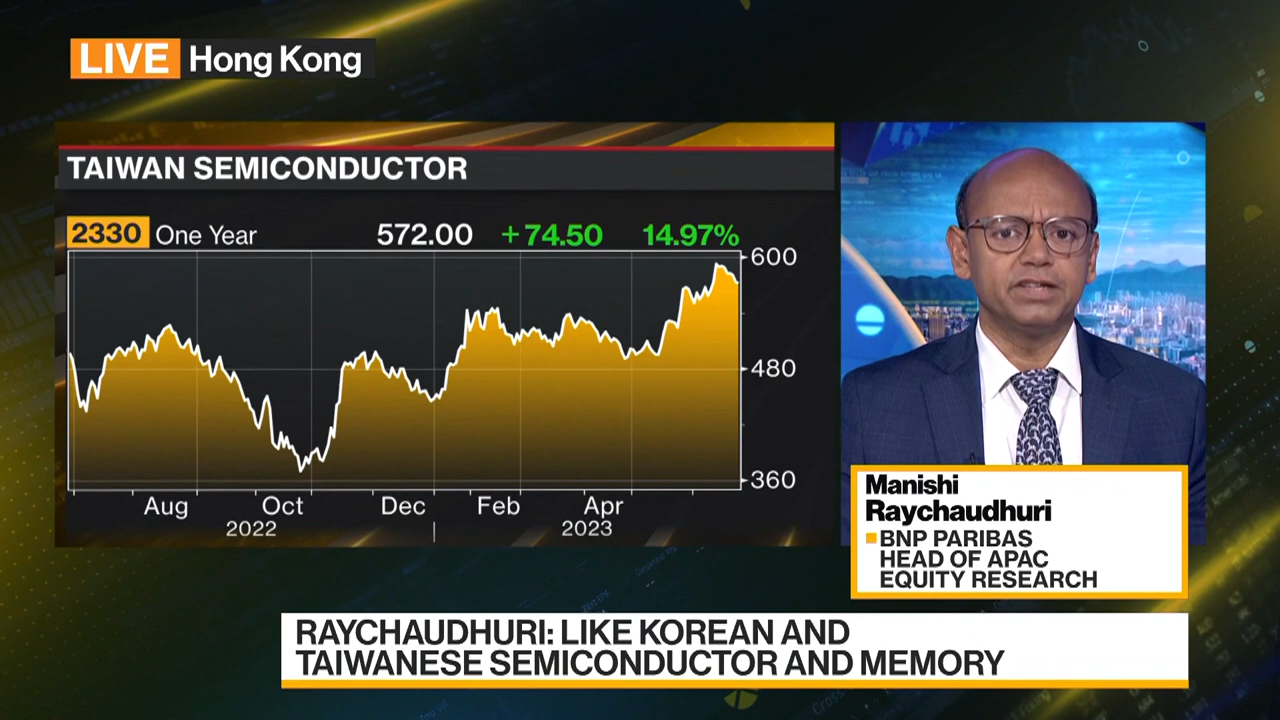 LIVE Hong Kong
TAIWAN SEMICONDUCTOR
2330 One Year 572.00 +74.50 14.97%
600
480
360
Aug Oct Dec Feb Apr
2022 2023
Manishi
Raychaudhuri
BNP PARIBAS
HEAD OF APAC
EQUITY RESEARCH
RAYCHAUDHURI: LIKE KOREAN AND
TAIWANESE SEMICONDUCTOR AND MEMORY